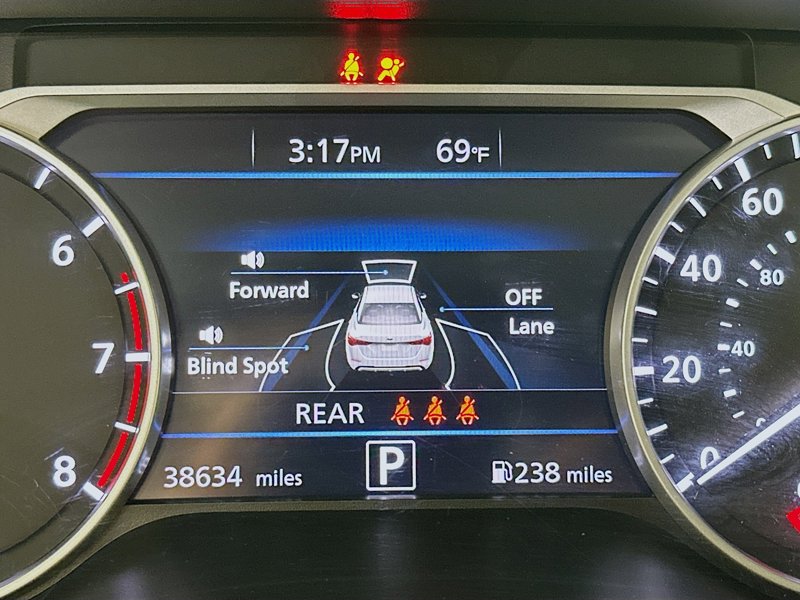 3:17PM 69°F
Forward
OFF
Lane
Blind Spot
REAR
38634 miles P 238 miles
6
7
8
60
40
20
0
80
40